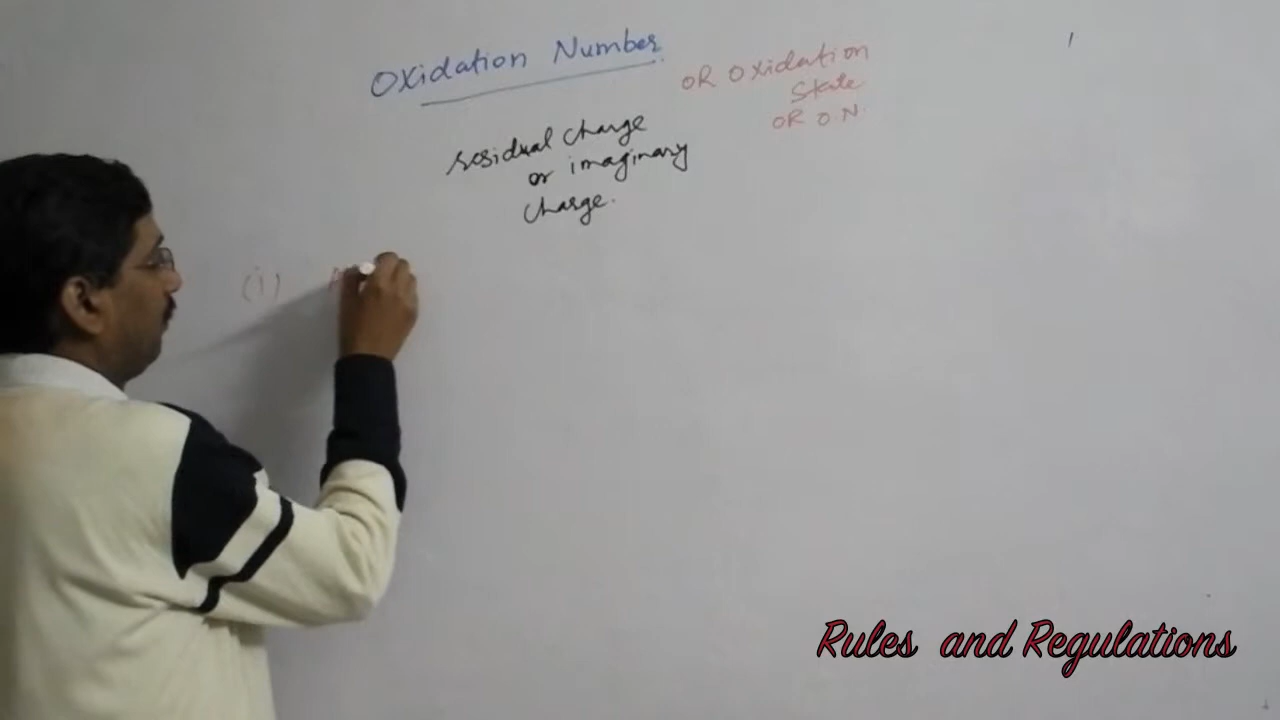 Oxidation Number
OR Oxidation
State
OR O.N.
residual charge
or imaginary
charge.
(i)
Rules and Regulations